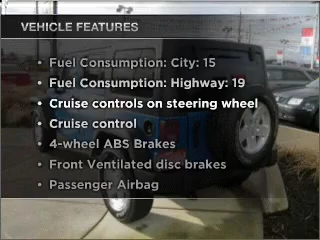 VEHICLE FEATURES
• Fuel Consumption: City: 15
• Fuel Consumption: Highway: 19
• Cruise controls on steering wheel
• Cruise control
• 4-wheel ABS Brakes
• Front Ventilated disc brakes
• Passenger Airbag